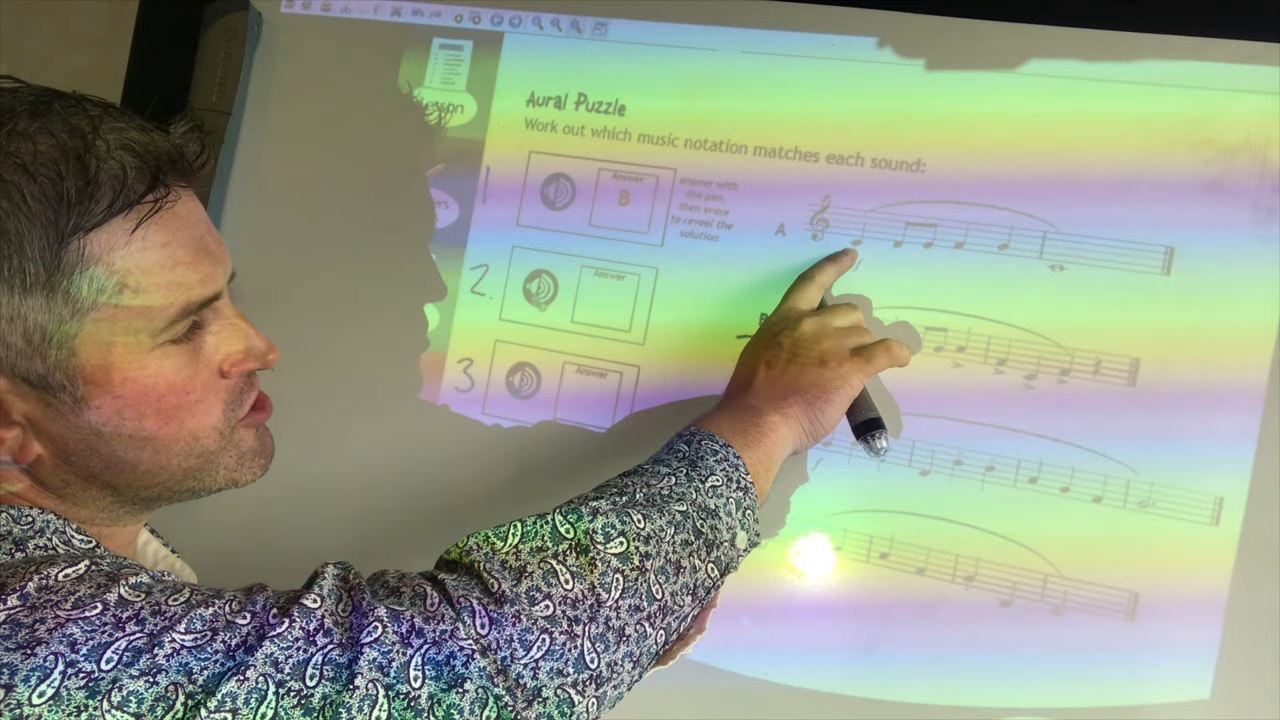 Lesson
Aural Puzzle
Work out which music notation matches each sound:
Answer
B
answer with
the pen,
then erase
to reveal the
solution
A
2.
Answer
B
3
Answer